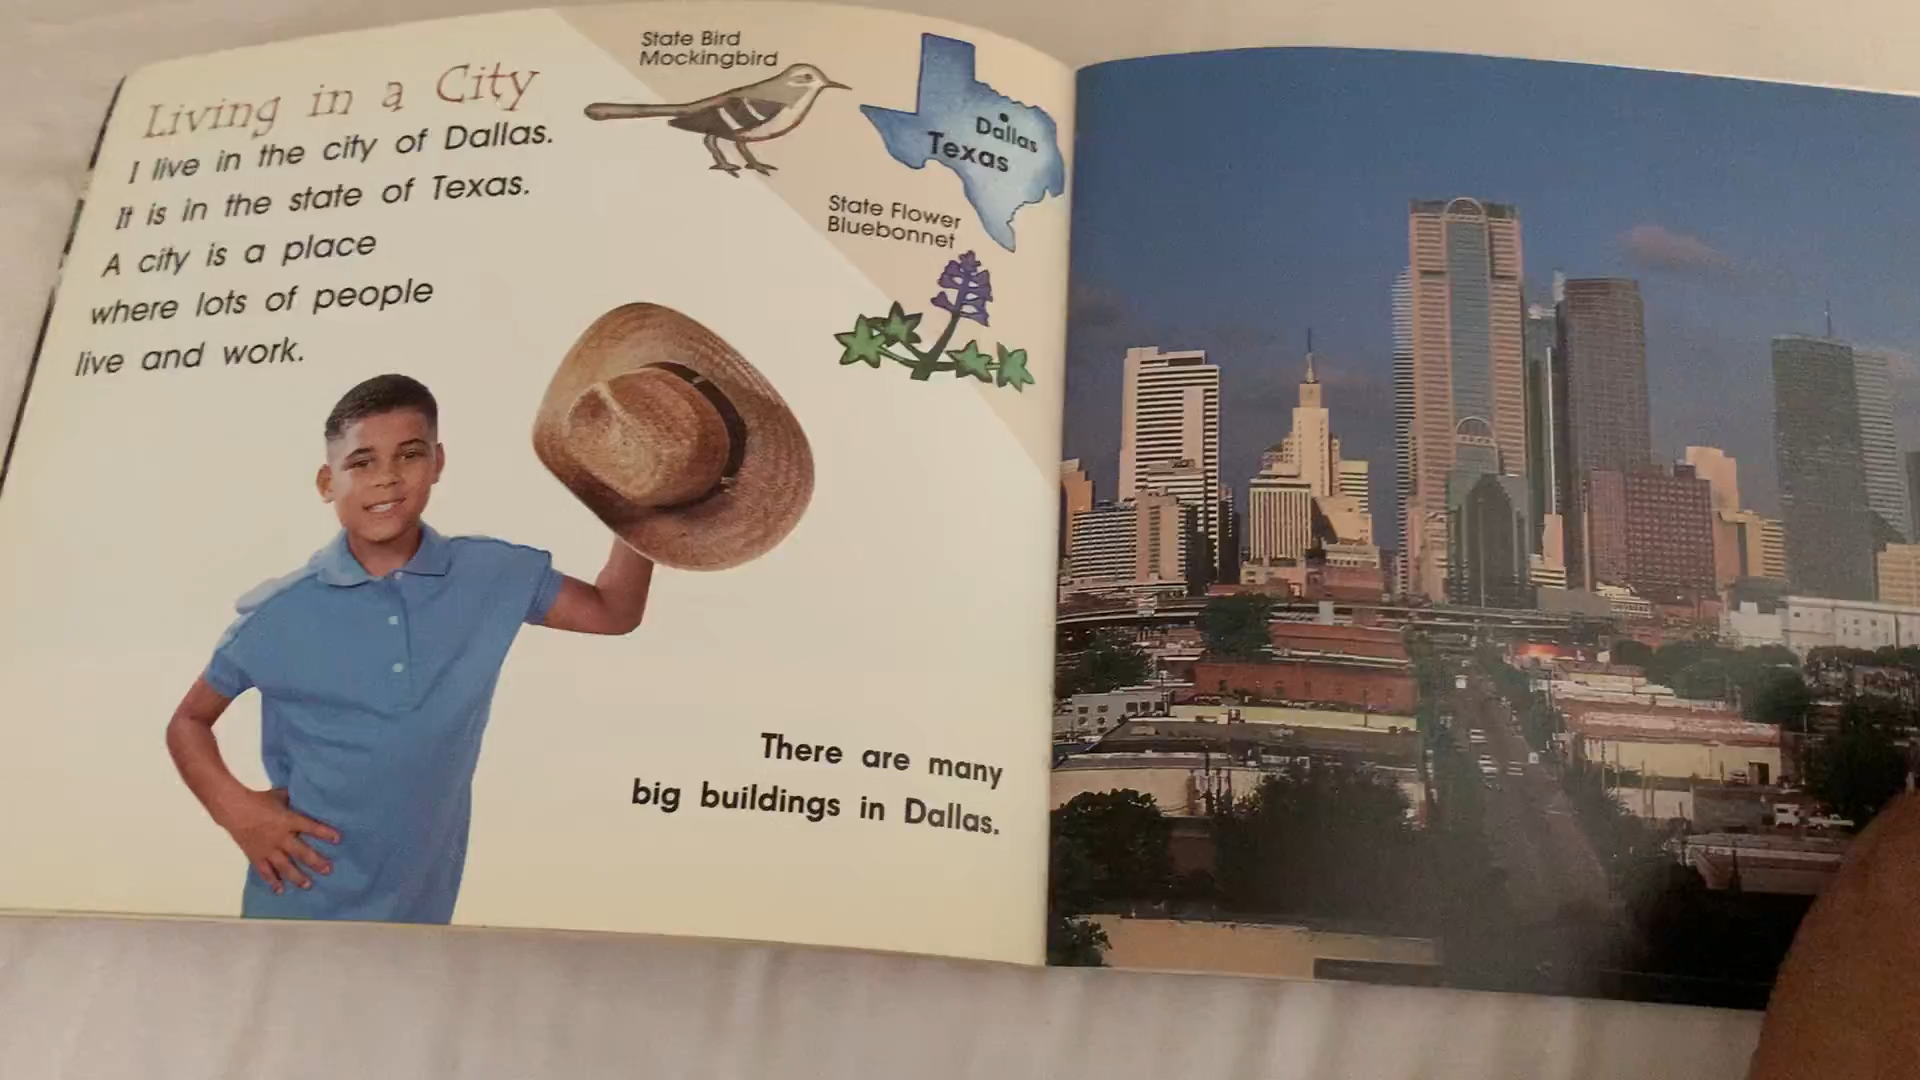 Living in a City
I live in the city of Dallas.
It is in the state of Texas.
A city is a place
where lots of people
live and work.
State Bird
Mockingbird
Dallas
Texas
State Flower
Bluebonnet
There are many
big buildings in Dallas.